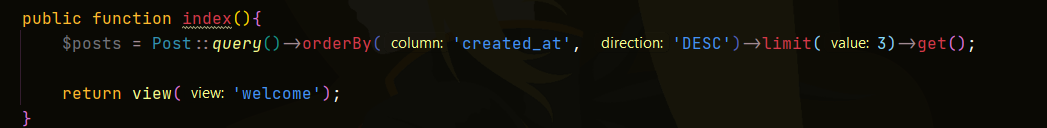 public function index(){
$posts = Post::query()->orderBy( column: 'created_at', direction: 'DESC')->limit( value: 3)->get();
return view( view: 'welcome');
}